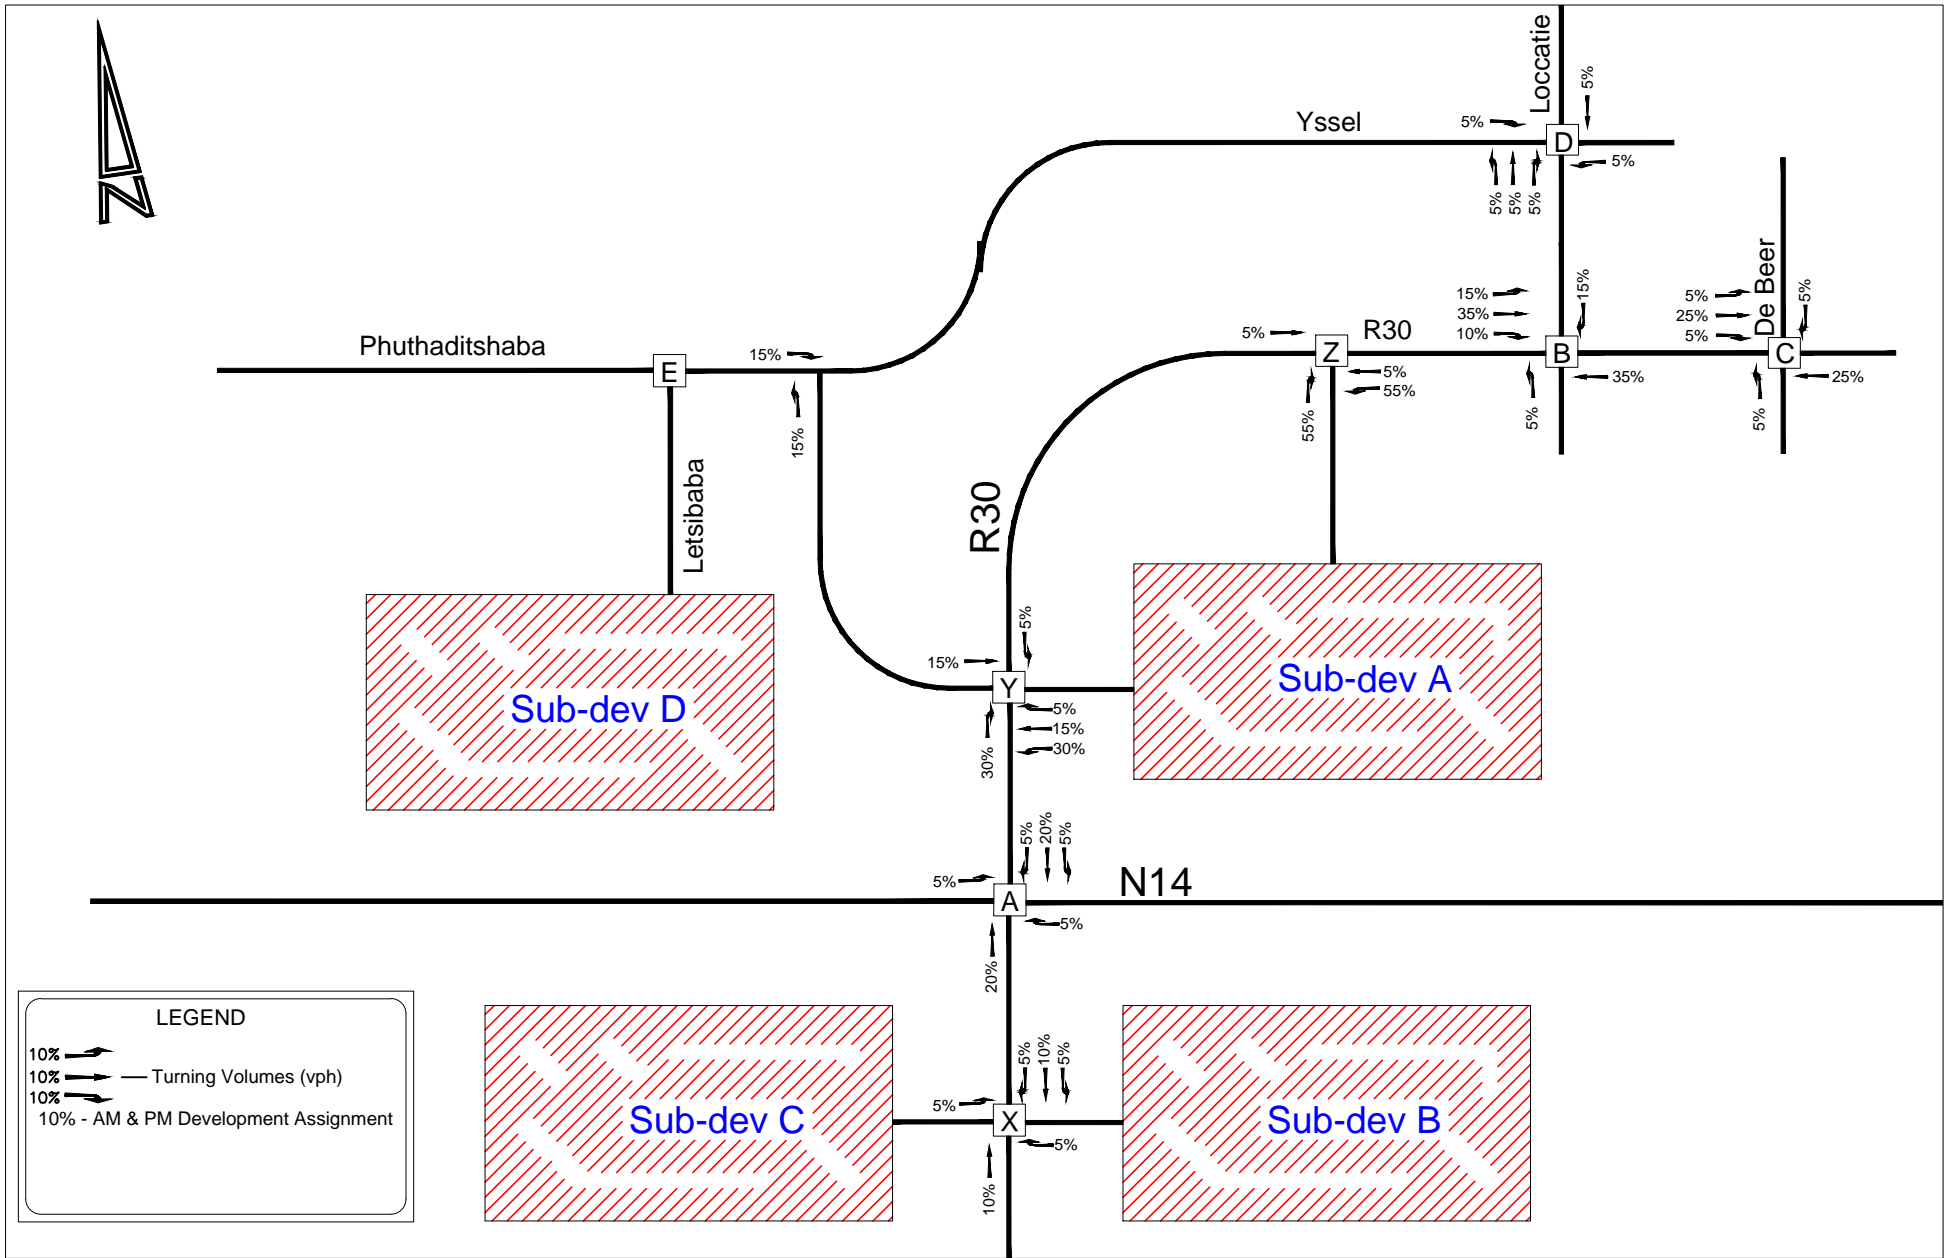 Loccatie
5%
Yssel
5%
D
5%
5%
5%
5%
De Beer
Phuthaditshaba
E
15%
15%
5%
Z
R30
5%
55%
55%
15%
35%
10%
15%
B
35%
5%
5%
25%
5%
5%
C
25%
5%
Letsibaba
R30
5%
15%
Y
5%
15%
30%
30%
Sub-dev D
Sub-dev A
5%
20%
5%
5%
A
N14
5%
20%
5%
10%
5%
5%
X
5%
10%
Sub-dev C
Sub-dev B
LEGEND
10%
10% Turning Volumes (vph)
10%
10% - AM & PM Development Assignment
N